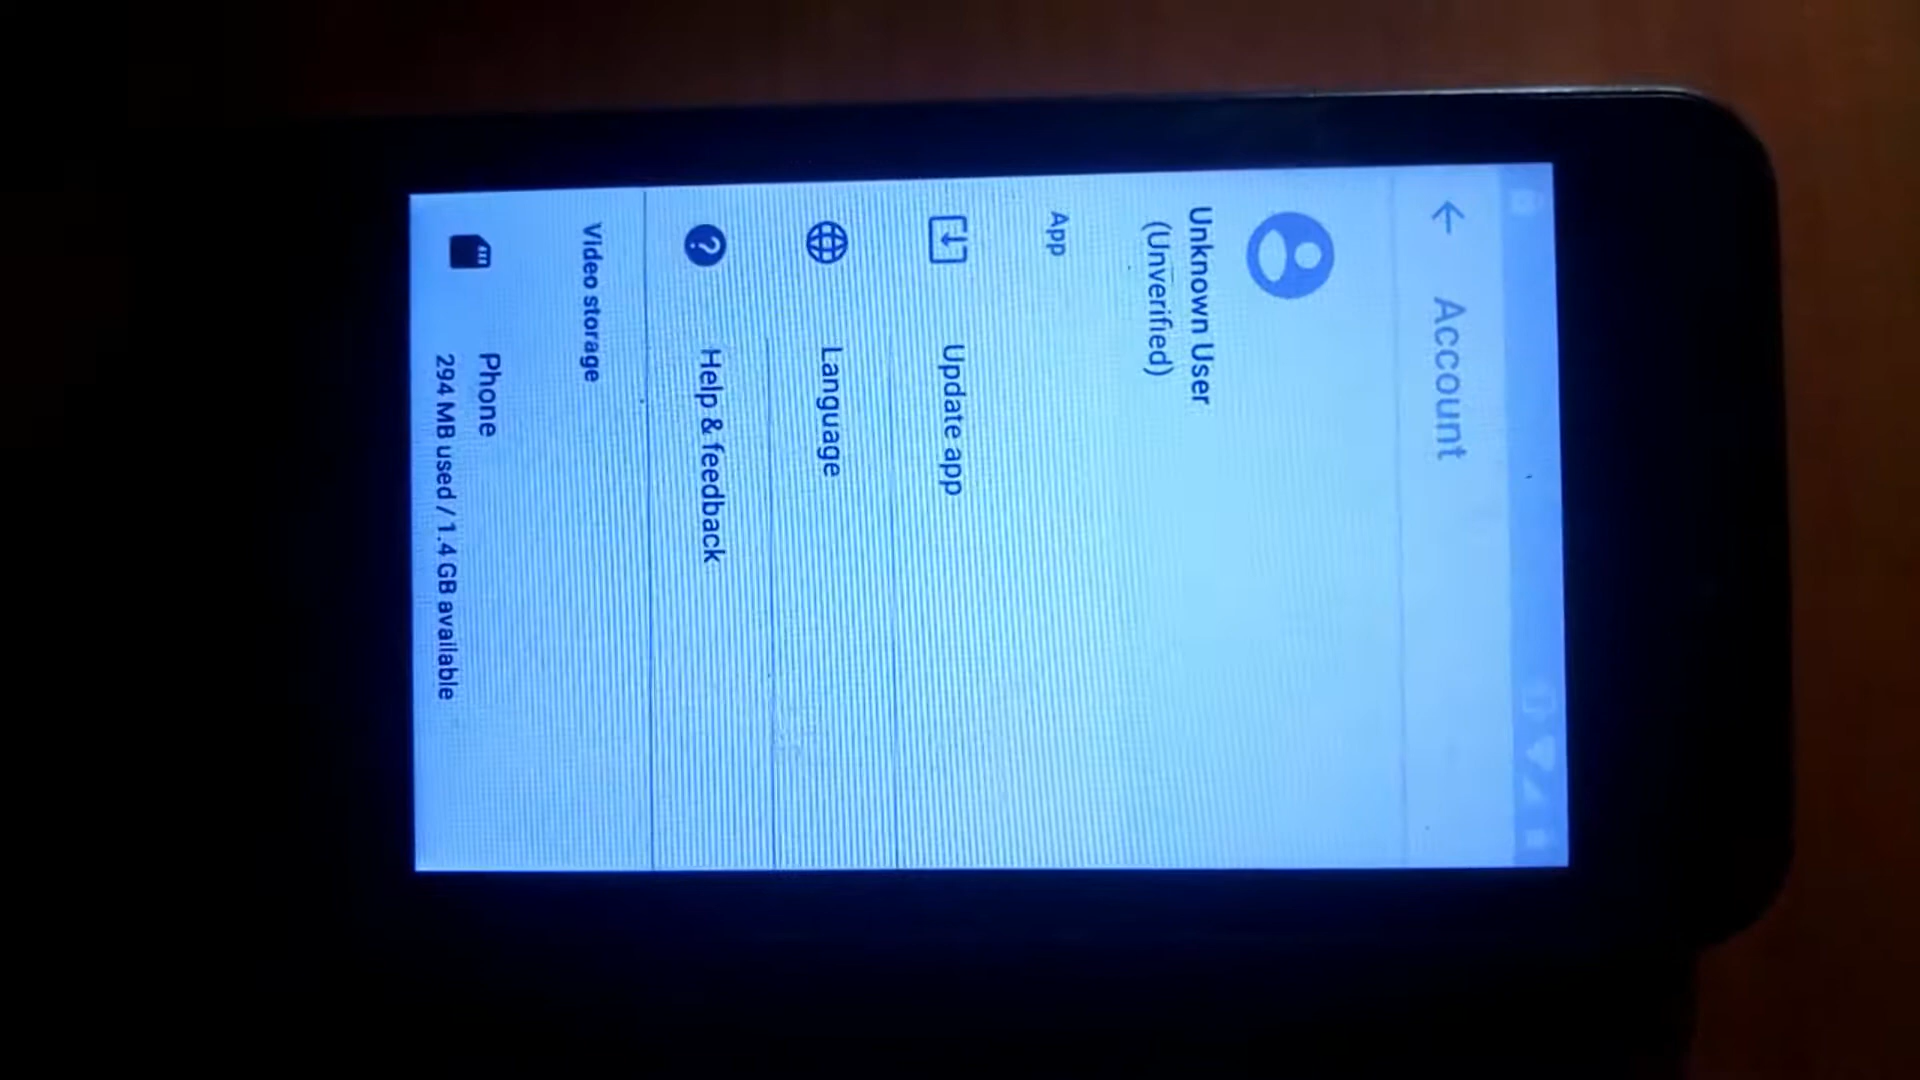 Account
Unknown User
(Unverified)
App
Update app
Language
Help & feedback
Video storage
Phone
294 MB used / 1.4 GB available